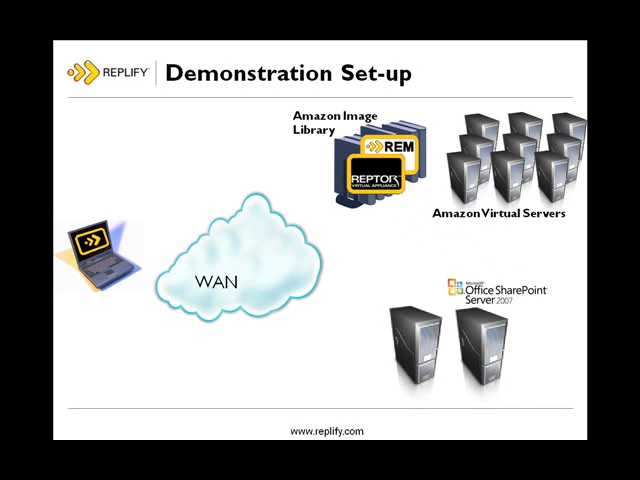 REPLIFY
Demonstration Set-up
Amazon Image
Library
REM
REPTOR
VIRTUAL APPLIANCE
Amazon Virtual Servers
WAN
Microsoft
Office SharePoint
Server 2007
www.replify.com